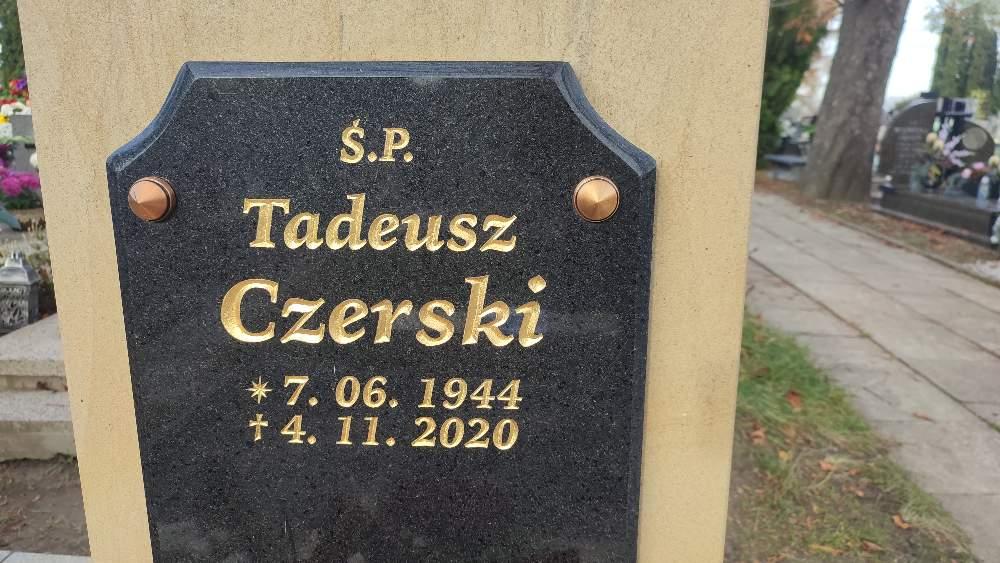 Ś.P.
Tadeusz
Czerski
* 7. 06. 1944
† 4. 11. 2020